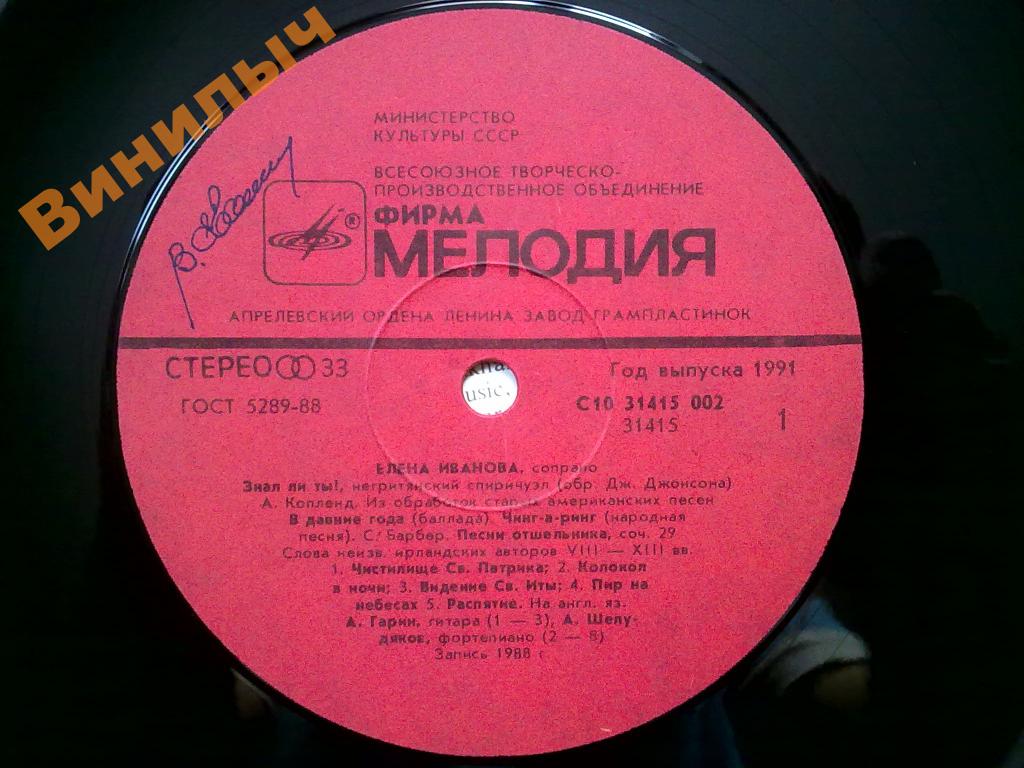 Винилыч
МИНИСТЕРСТВО
КУЛЬТУРЫ СССР
ВСЕСОЮЗНОЕ ТВОРЧЕСКО-
ПРОИЗВОДСТВЕННОЕ ОБЪЕДИНЕНИЕ
ФИРМА
®
МЕЛОДИЯ
АПРЕЛЕВСКИЙ ОРДЕНА ЛЕНИНА ЗАВОД ГРАМПЛАСТИНОК
СТЕРЕО 33
Год выпуска 1991
ГОСТ 5289-88
С10 31415 002
31415
1
usic,
ЕЛЕНА ИВАНОВА, сопрано
Знал ли ты!, негритянский спиричуэл (обр. Дж. Джонсона)
А. Копленд. Из обработок старых американских песен
В давние года (баллада). Чинг-а-ринг (народная
песня). С. Барбер. Песни отшельника, соч. 29
Слова неизв. ирландских авторов VIII — XIII вв.
1. Чистилище Св. Патрика; 2. Колокол
в ночи; 3. Видение Св. Иты; 4. Пир на
небесах 5. Распятие. На англ. яз.
А. Гарин, гитара (1 — 3), А. Шелу-
дяков, фортепиано (2 — 8)
Запись 1988 г.